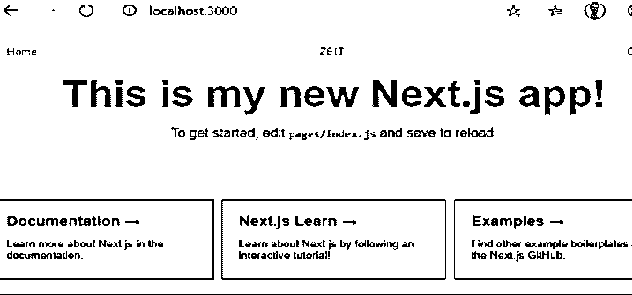 localhost:3000
Home ZEIT
This is my new Next.js app!
To get started, edit pages/index.js and save to reload
Documentation →
Learn more about Next.js in the
documentation.
Next.js Learn →
Learn about Next.js by following an
interactive tutorial!
Examples →
Find other example boilerplates
the Next.js GitHub.